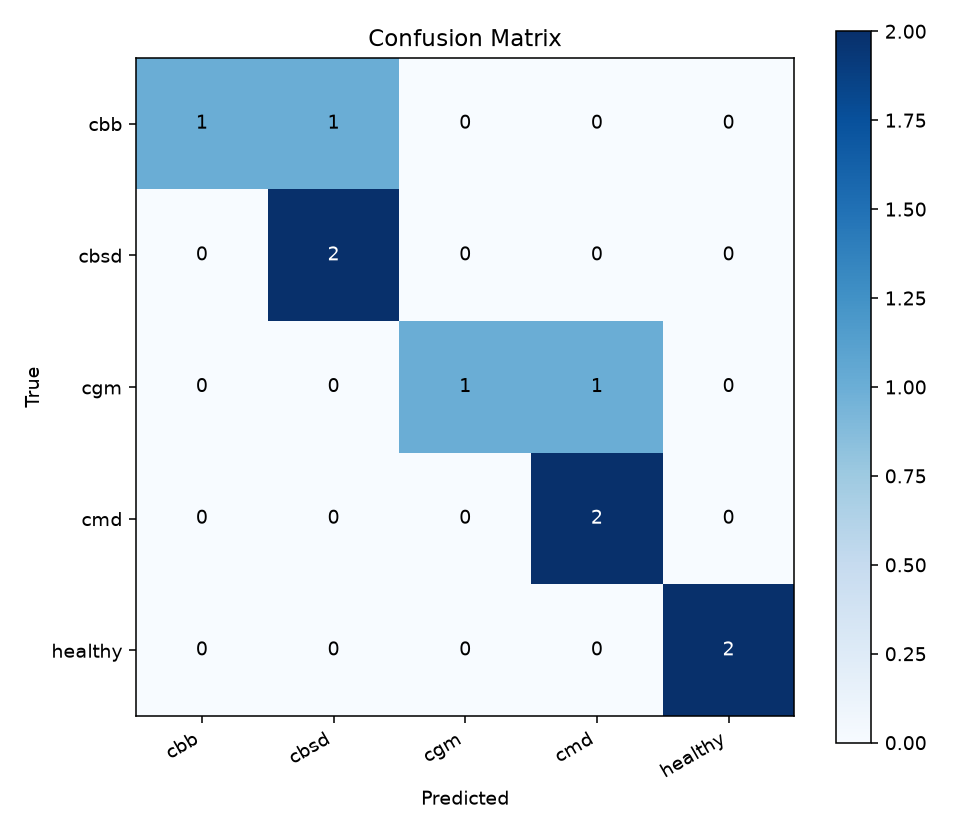 Confusion Matrix
True
cbb 1 1 0 0 0
cbsd 0 2 0 0 0
cgm 0 0 1 1 0
cmd 0 0 0 2 0
healthy 0 0 0 0 2
cbb cbsd cgm cmd healthy
Predicted
2.00
1.75
1.50
1.25
1.00
0.75
0.50
0.25
0.00